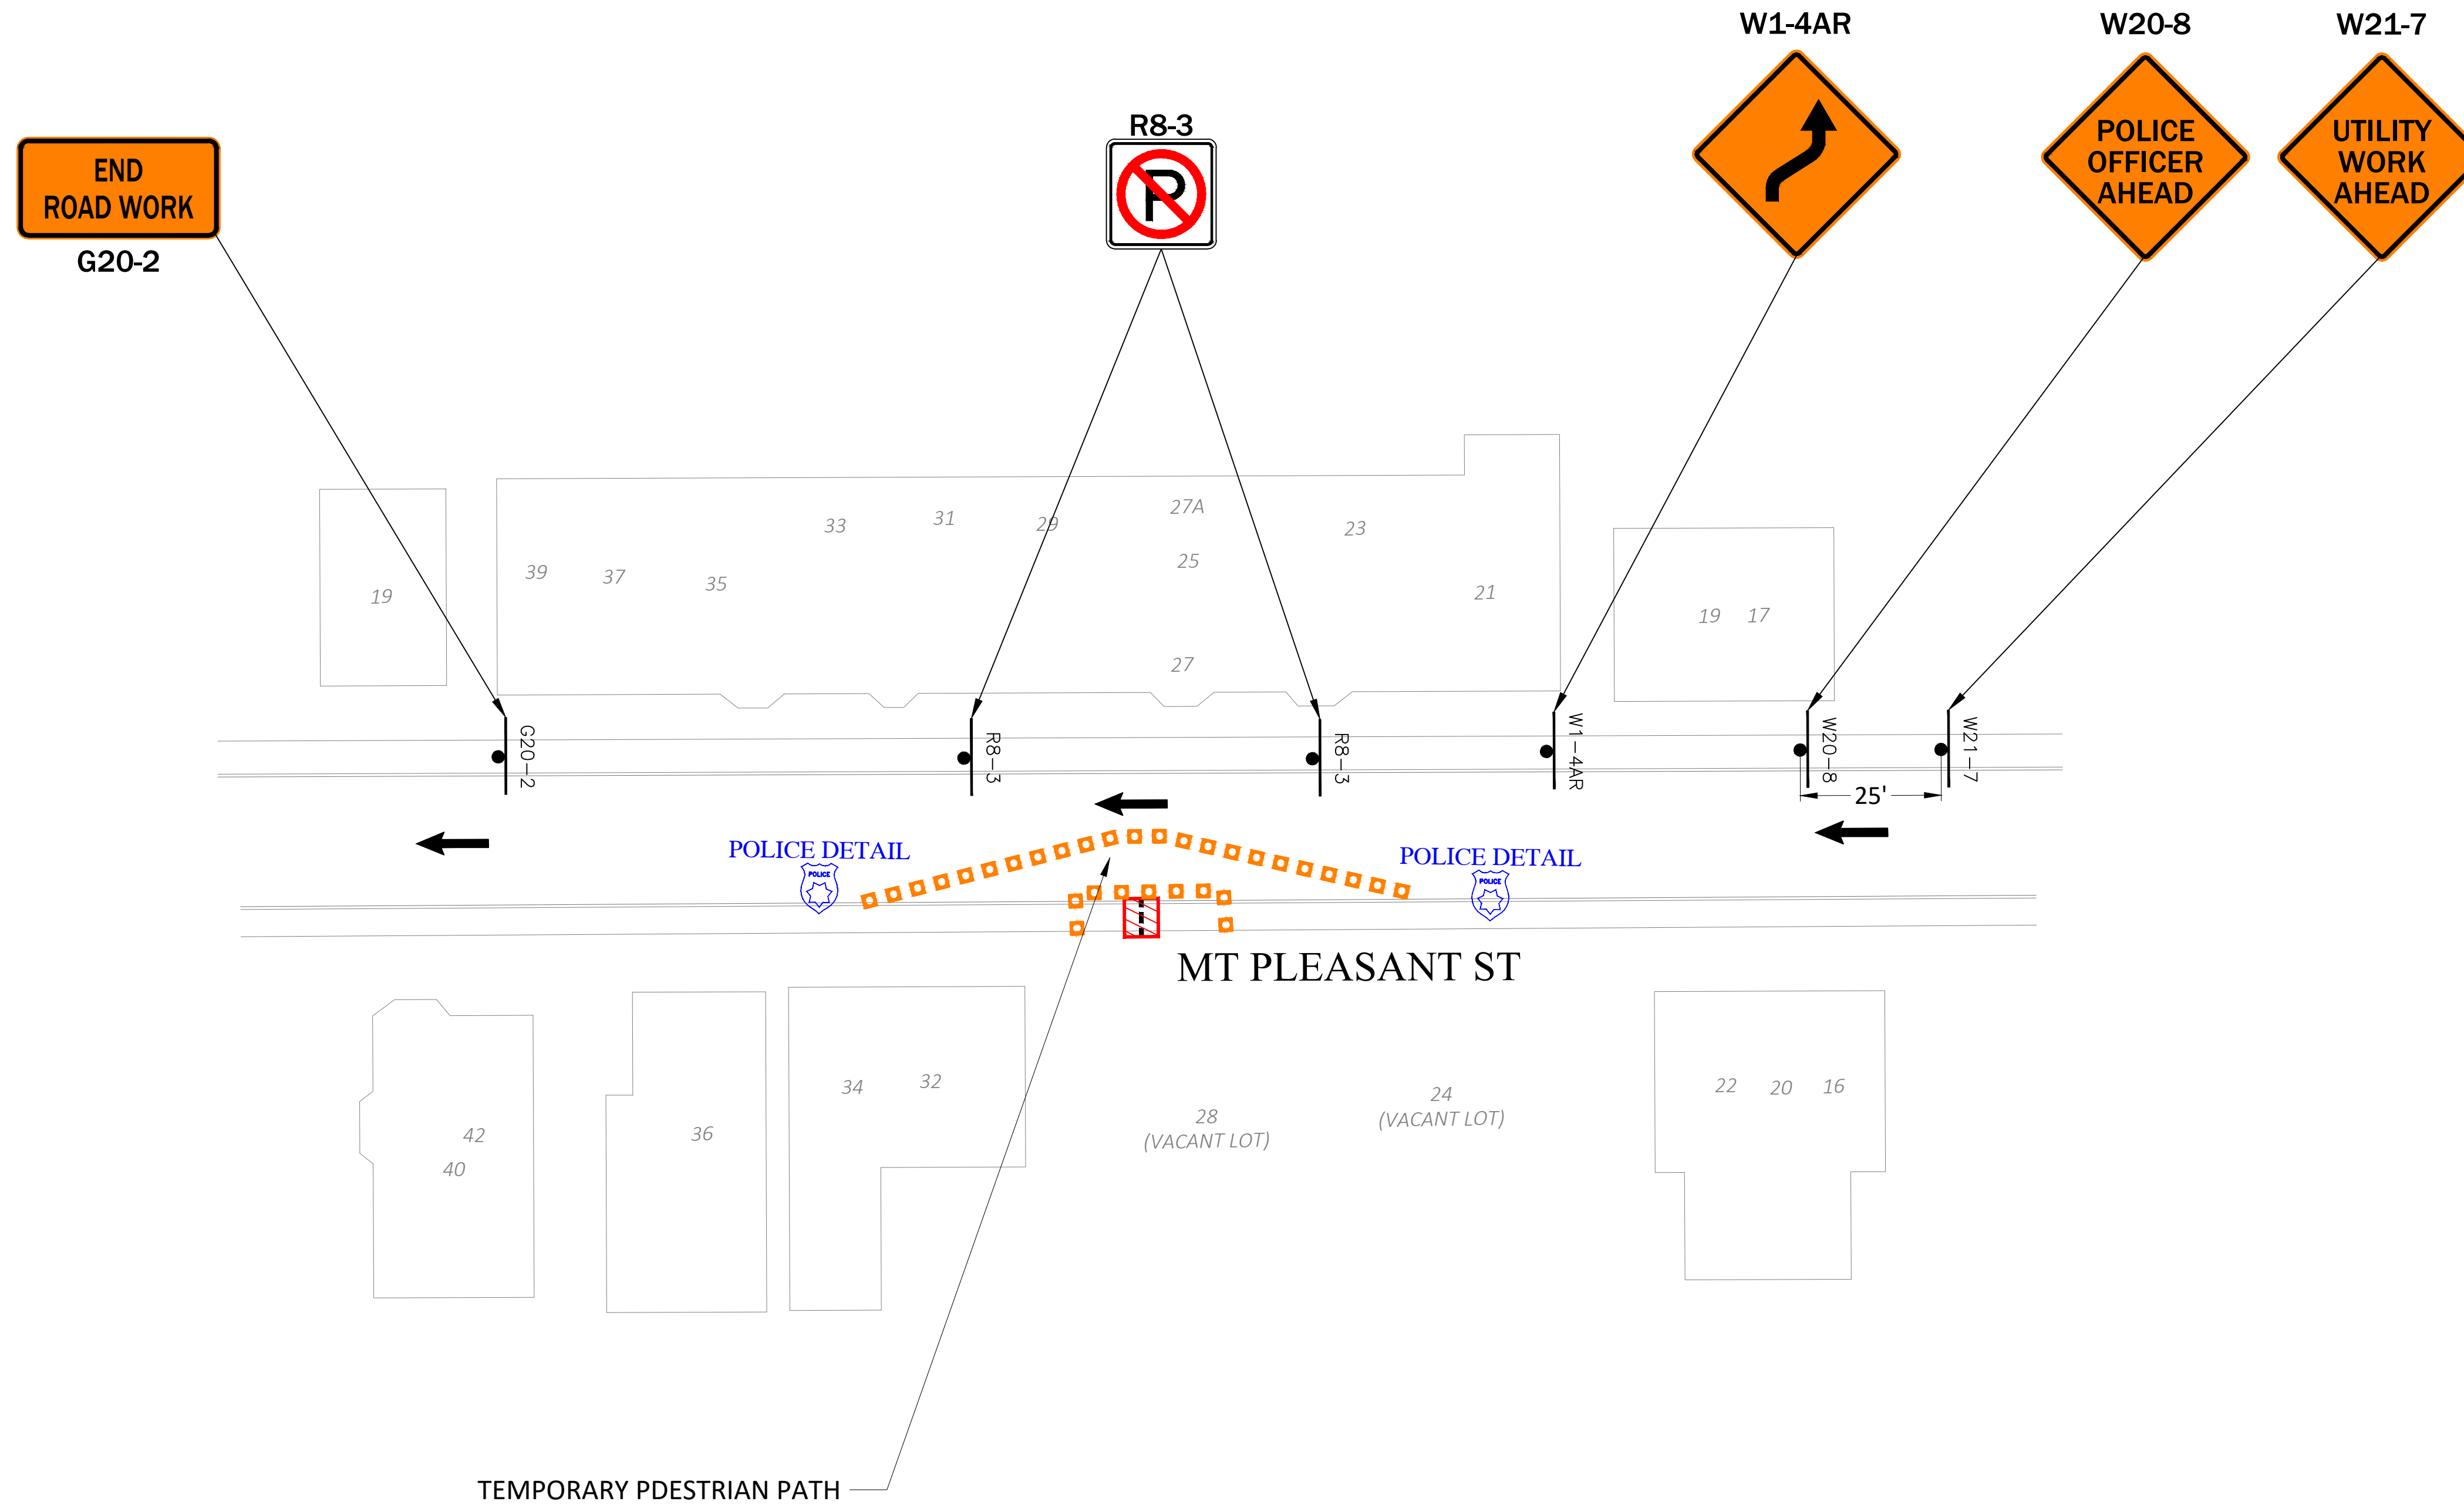 W1-4AR
W20-8
W21-7
R8-3
POLICE
OFFICER
AHEAD
UTILITY
WORK
AHEAD
END
ROAD WORK
G20-2
P
27A
33
31
29
23
25
39
37
35
19
21
19
17
27
G20-2
R8-3
R8-3
W1-4AR
W20-8
W21-7
25'
POLICE DETAIL
POLICE
POLICE DETAIL
POLICE
MT PLEASANT ST
34
32
28
(VACANT LOT)
24
(VACANT LOT)
22
20
16
42
40
36
TEMPORARY PDESTRIAN PATH